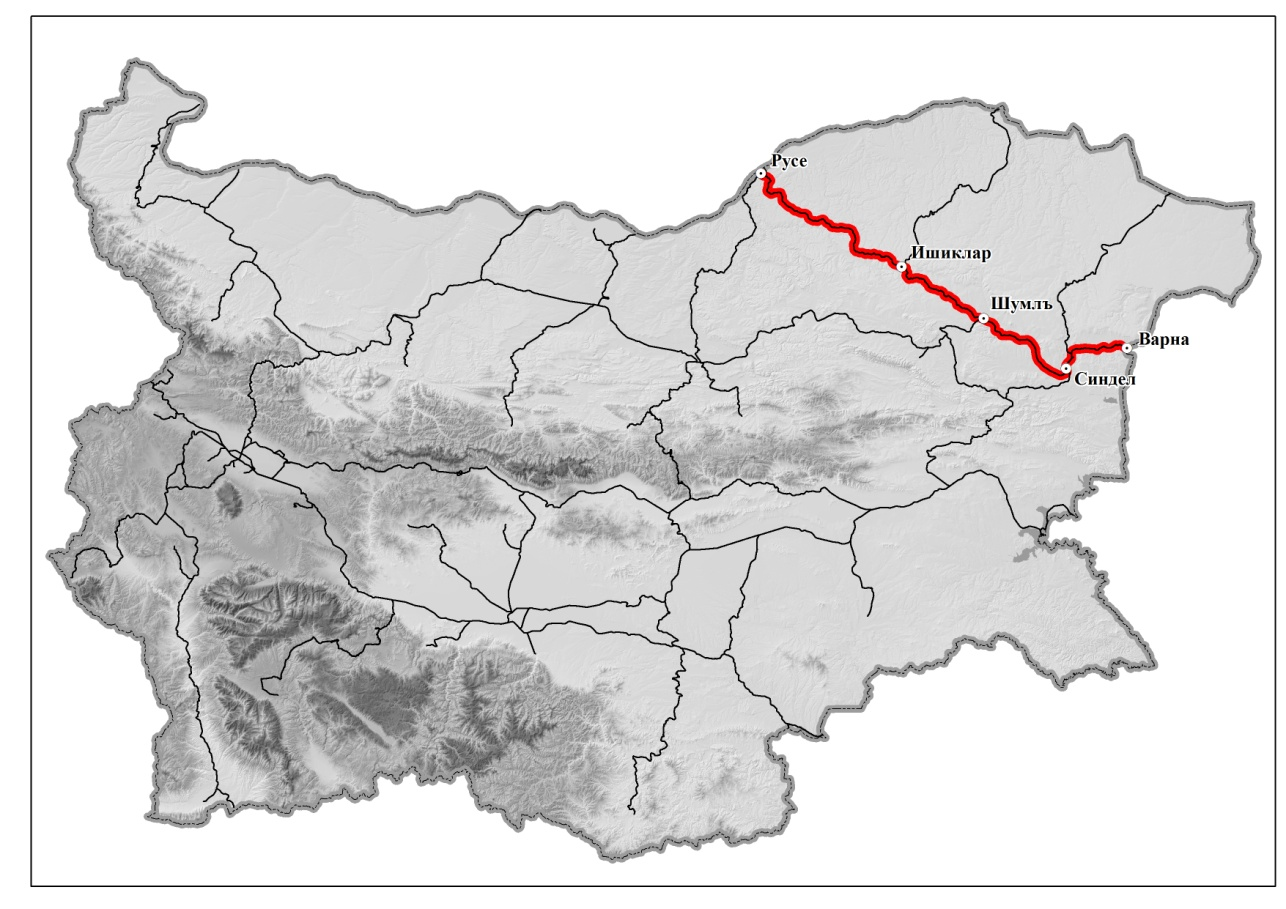 Русе
Ишиклар
Шумлъ
Варна
Синдел